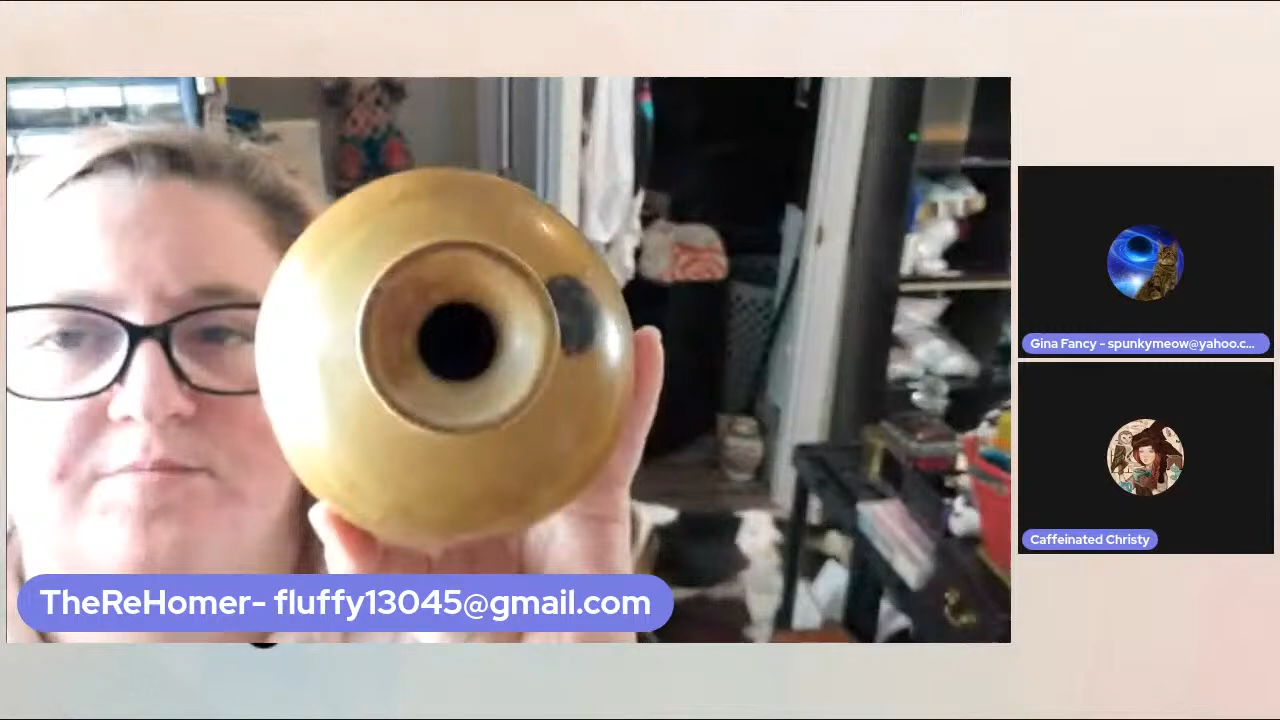 Gina Fancy - spunkymeow@yahoo.c...
Caffeinated Christy
TheReHomer- fluffy13045@gmail.com